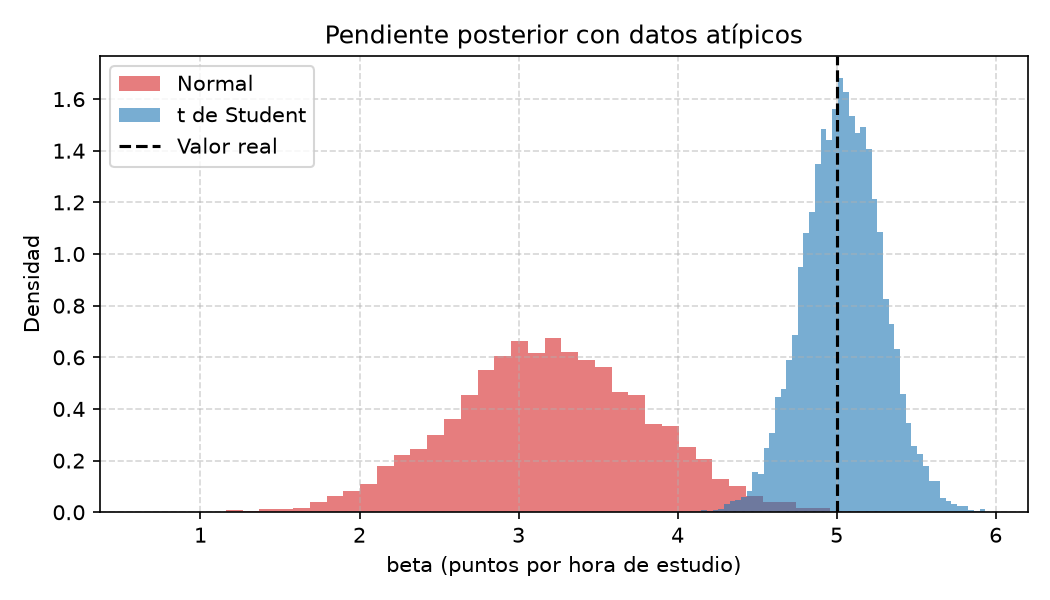 Pendiente posterior con datos atípicos
Normal
t de Student
Valor real
Densidad
1.6
1.4
1.2
1.0
0.8
0.6
0.4
0.2
0.0
1 2 3 4 5 6
beta (puntos por hora de estudio)